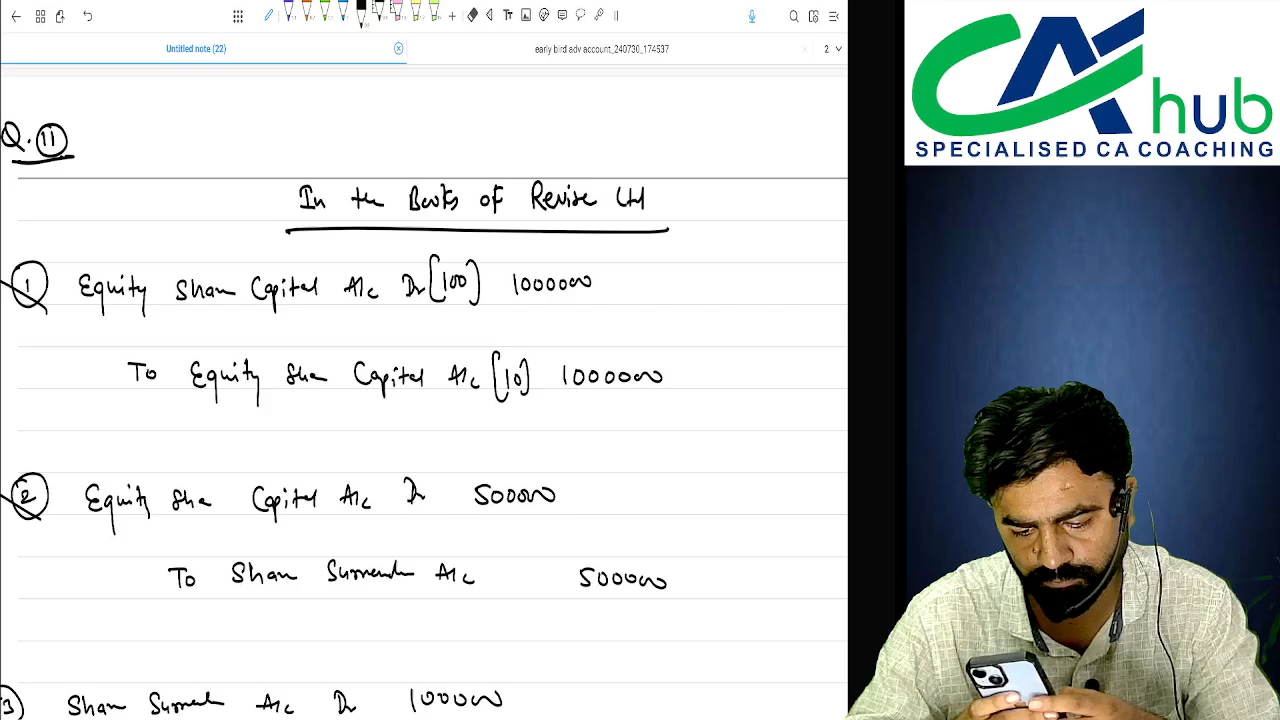 Untitled note (22)
early bird adv account_240730_174537
2
CA hub
SPECIALISED CA COACHING
Q. 11
In the Books of Revise Ltd
1 Equity Share Capital A/c Dr [100] 1000000
To Equity Share Capital A/c [10] 1000000
2 Equity Share Capital A/c Dr 500000
To Share Surrender A/c 500000
3 Share Surrender A/c Dr 100000